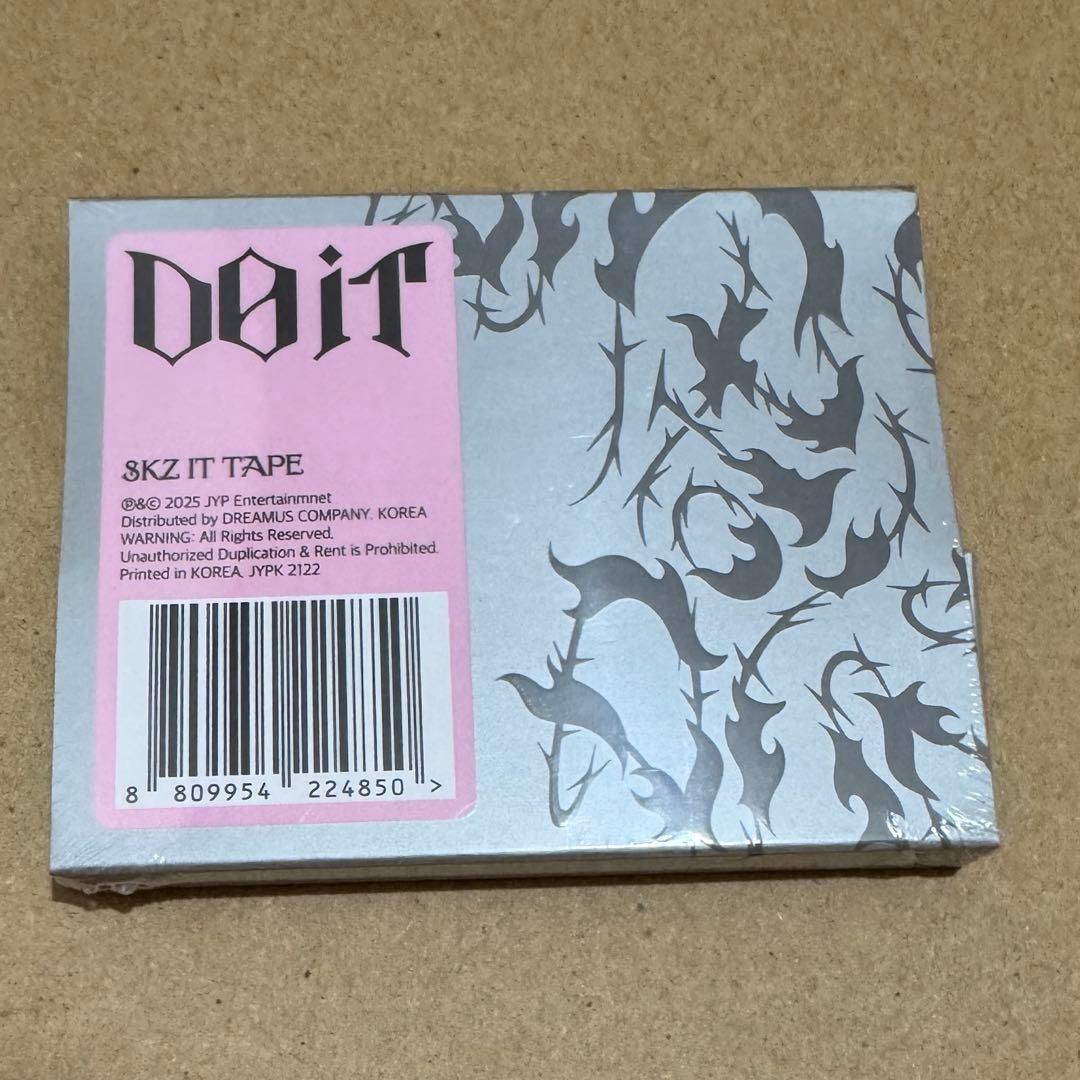 DO iT
SKZ IT TAPE
℗&© 2025 JYP Entertainmnet
Distributed by DREAMUS COMPANY. KOREA
WARNING: All Rights Reserved.
Unauthorized Duplication & Rent is Prohibited.
Printed in KOREA. JYPK 2122
8 809954 224850 >